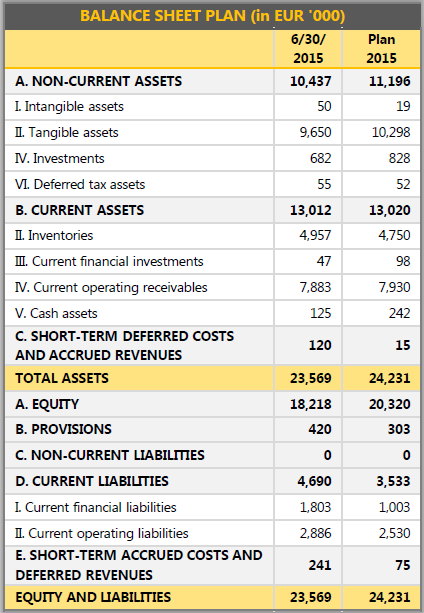 BALANCE SHEET PLAN (in EUR '000)
6/30/ Plan
2015 2015
A. NON-CURRENT ASSETS 10,437 11,196
I. Intangible assets 50 19
II. Tangible assets 9,650 10,298
IV. Investments 682 828
VI. Deferred tax assets 55 52
B. CURRENT ASSETS 13,012 13,020
II. Inventories 4,957 4,750
III. Current financial investments 47 98
IV. Current operating receivables 7,883 7,930
V. Cash assets 125 242
C. SHORT-TERM DEFERRED COSTS
AND ACCRUED REVENUES 120 15
TOTAL ASSETS 23,569 24,231
A. EQUITY 18,218 20,320
B. PROVISIONS 420 303
C. NON-CURRENT LIABILITIES 0 0
D. CURRENT LIABILITIES 4,690 3,533
I. Current financial liabilities 1,803 1,003
II. Current operating liabilities 2,886 2,530
E. SHORT-TERM ACCRUED COSTS AND
DEFERRED REVENUES 241 75
EQUITY AND LIABILITIES 23,569 24,231